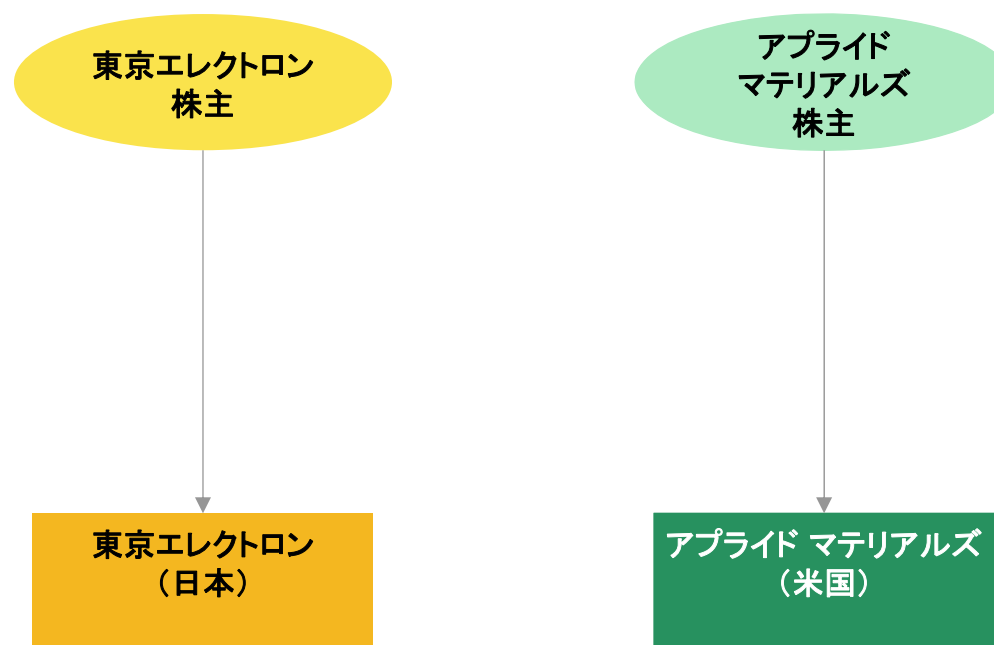 東京エレクトロン
株主
アプライド
マテリアルズ
株主
東京エレクトロン
（日本）
アプライド マテリアルズ
（米国）